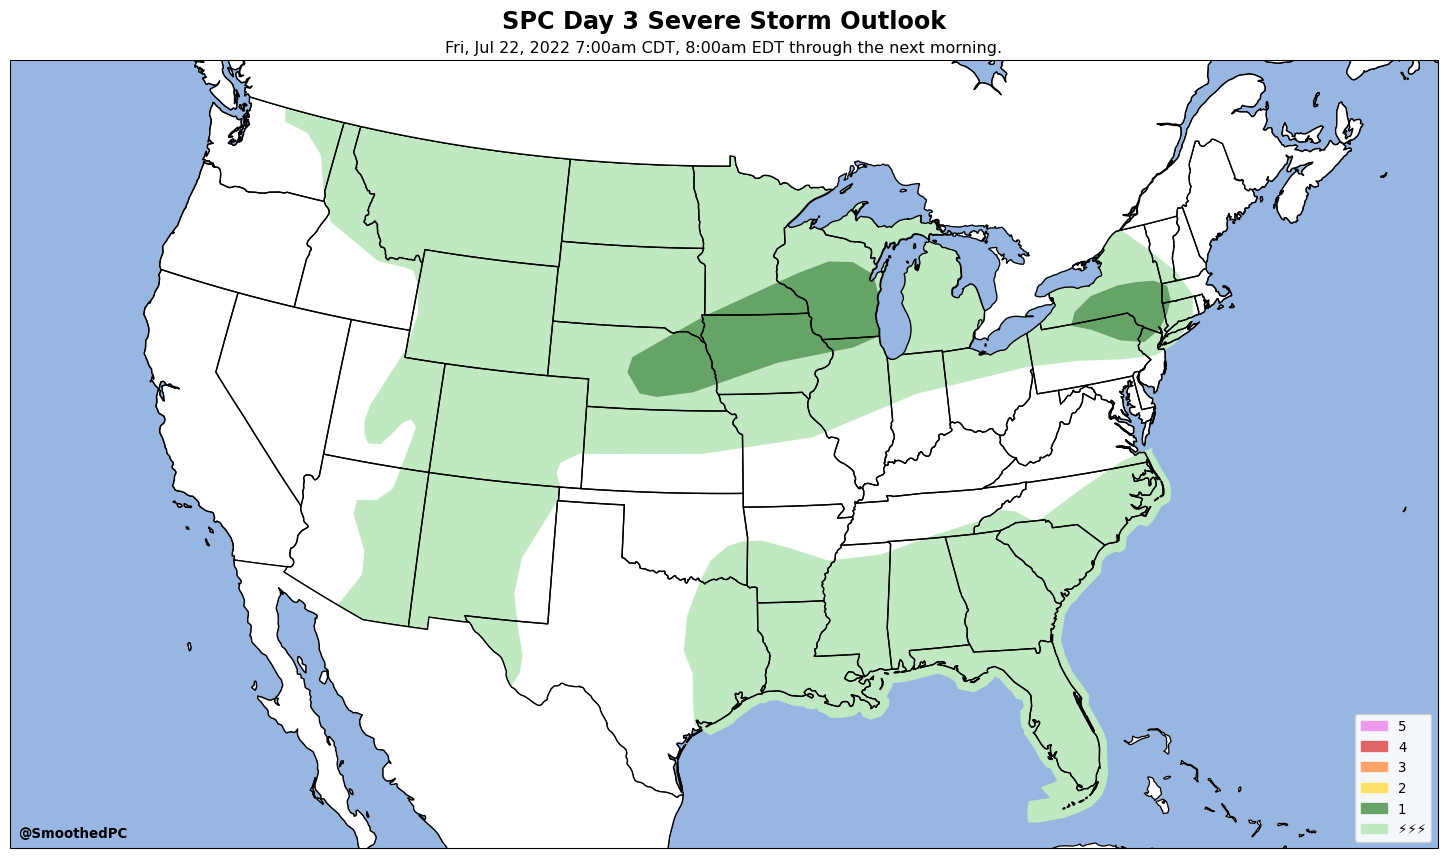 SPC Day 3 Severe Storm Outlook
Fri, Jul 22, 2022 7:00am CDT, 8:00am EDT through the next morning.
5
4
3
2
1
⚡⚡⚡
@SmoothedPC